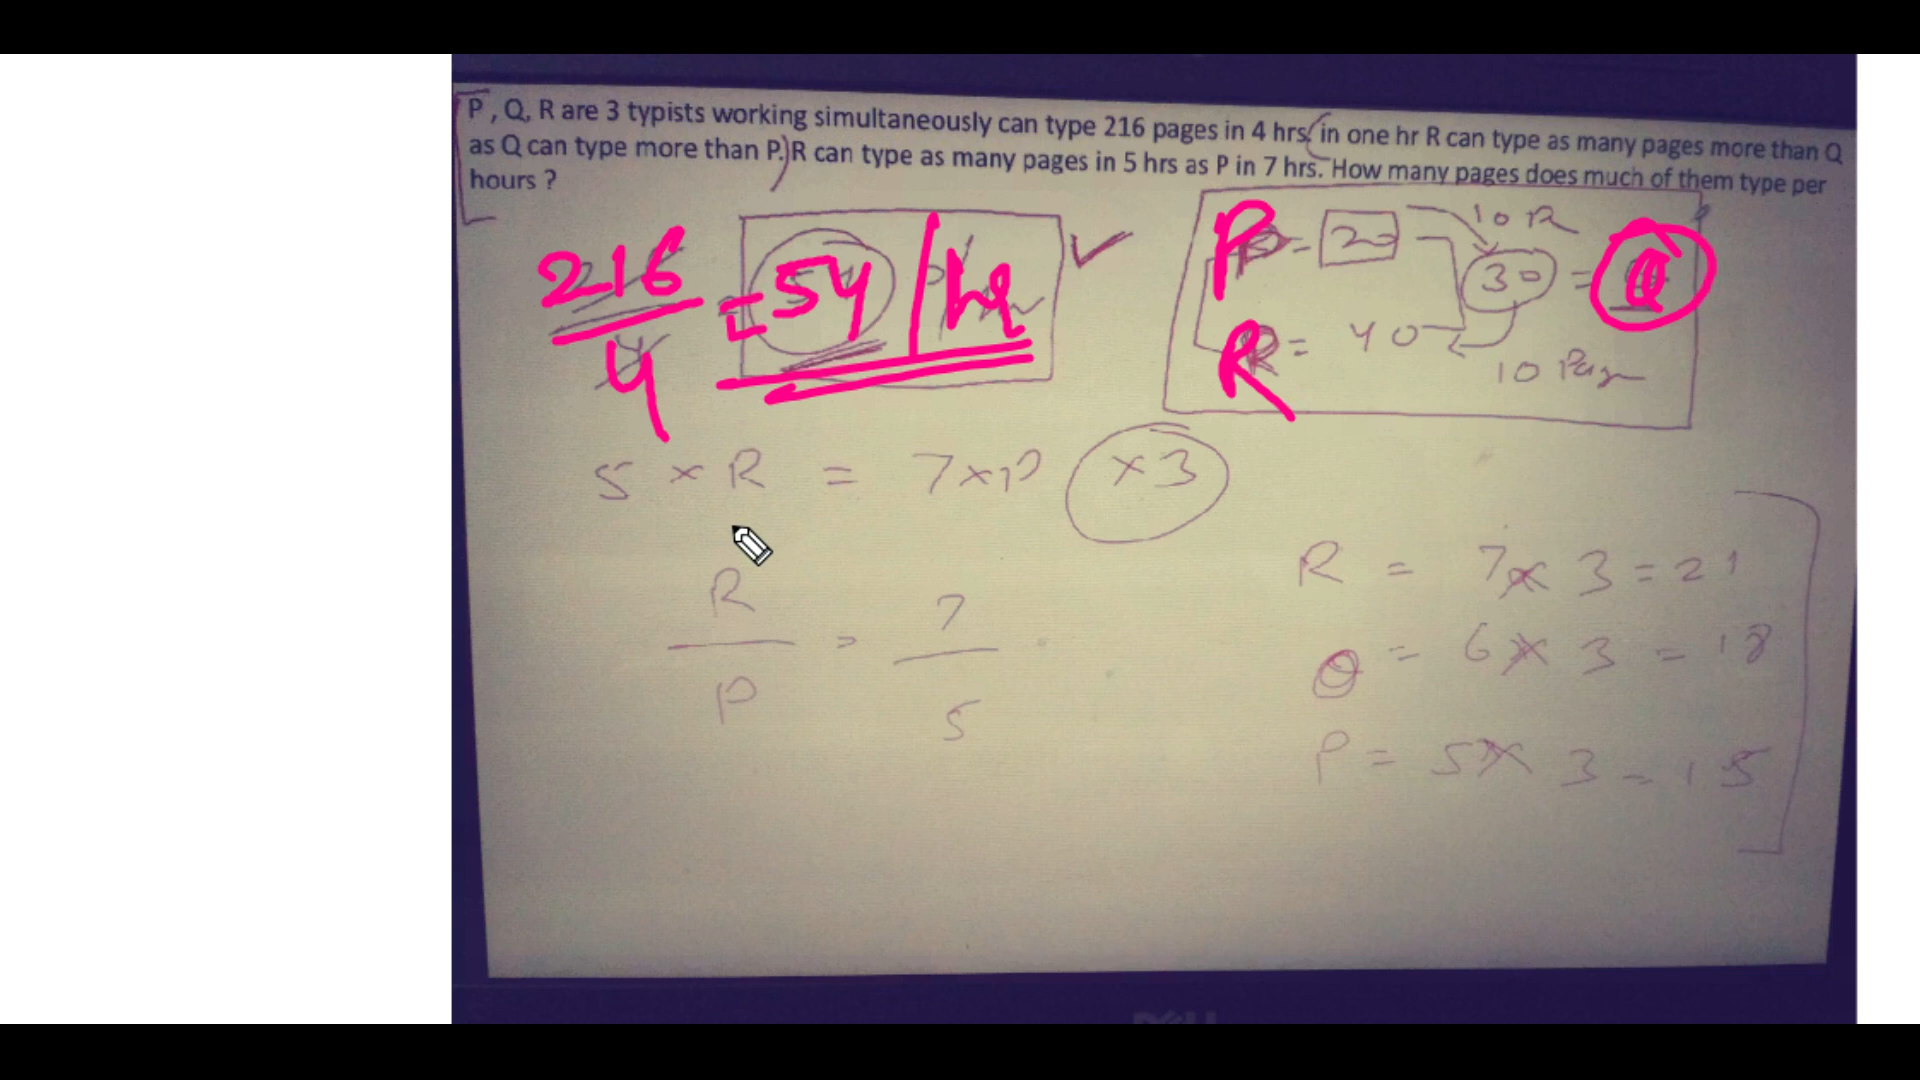 P , Q, R are 3 typists working simultaneously can type 216 pages in 4 hrs. in one hr R can type as many pages more than Q
as Q can type more than P. R can type as many pages in 5 hrs as P in 7 hrs. How many pages does much of them type per
hours ?
216/4 = 54 / hr
P = 20 10 R
30 = Q
R = 40
10 Page
5 × R = 7 × P × 3
R/P = 7/5
R = 7 × 3 = 21
Q = 6 × 3 = 18
P = 5 × 3 = 15